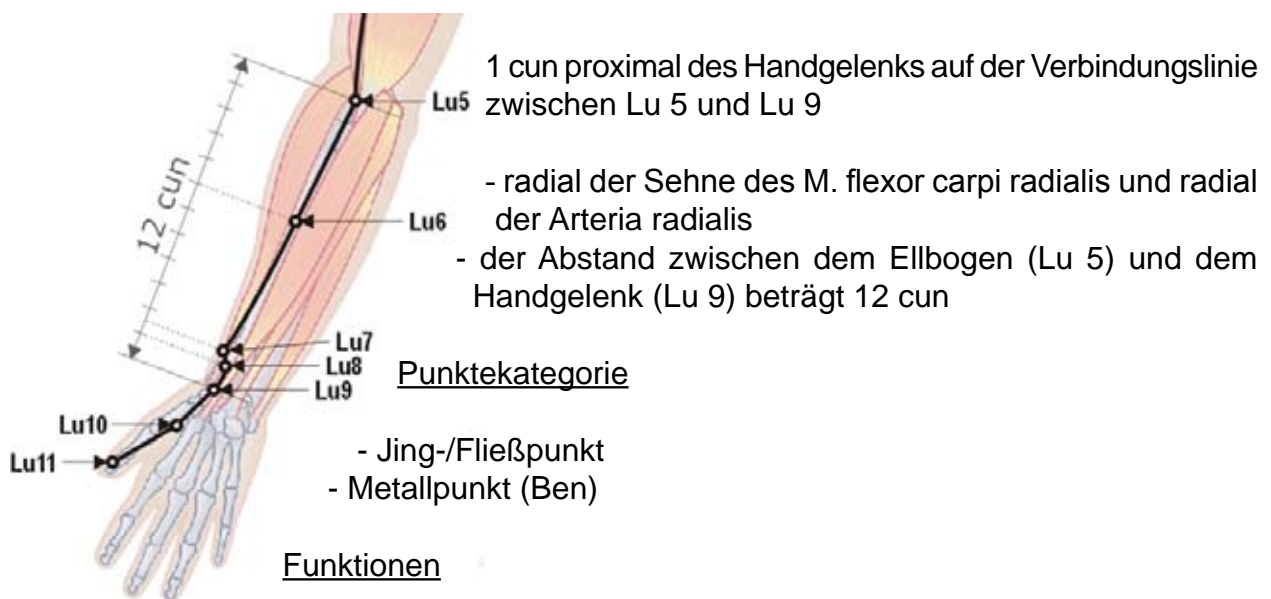 1 cun proximal des Handgelenks auf der Verbindungslinie
zwischen Lu 5 und Lu 9
- radial der Sehne des M. flexor carpi radialis und radial
der Arteria radialis
- der Abstand zwischen dem Ellbogen (Lu 5) und dem
Handgelenk (Lu 9) beträgt 12 cun
Punktekategorie
- Jing-/Fließpunkt
- Metallpunkt (Ben)
Funktionen
12 cun
Lu5
Lu6
Lu7
Lu8
Lu9
Lu10
Lu11